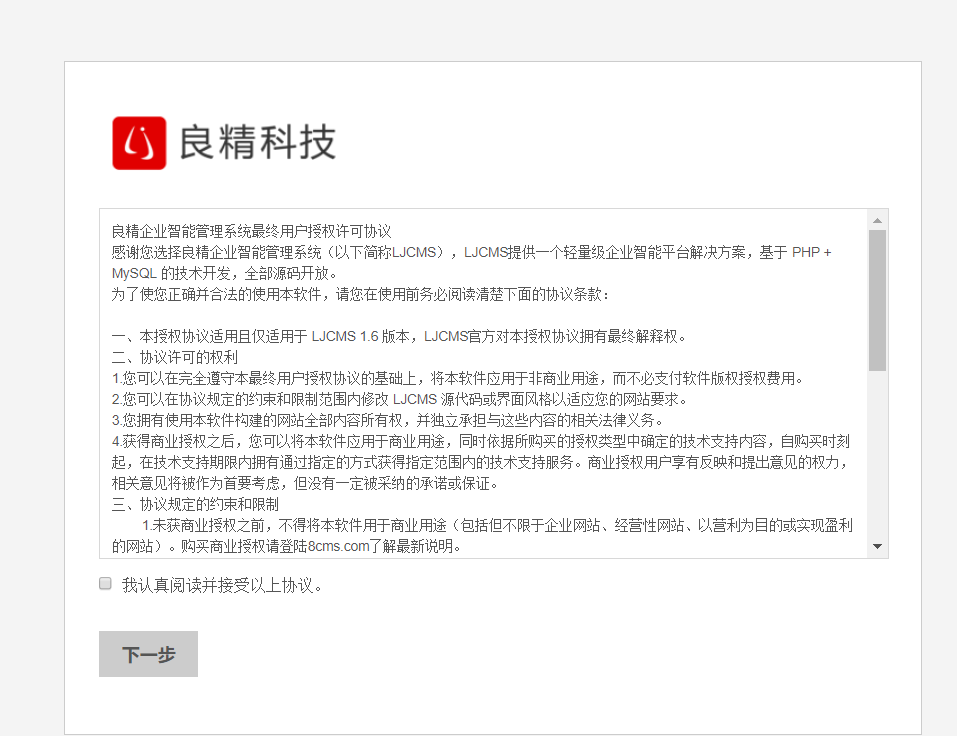 良精科技
良精企业智能管理系统最终用户授权许可协议
感谢您选择良精企业智能管理系统（以下简称LJCMS），LJCMS提供一个轻量级企业智能平台解决方案，基于 PHP +
MySQL 的技术开发，全部源码开放。
为了使您正确并合法的使用本软件，请您在使用前务必阅读清楚下面的协议条款：
一、本授权协议适用且仅适用于 LJCMS 1.6 版本，LJCMS官方对本授权协议拥有最终解释权。
二、协议许可的权利
1.您可以在完全遵守本最终用户授权协议的基础上，将本软件应用于非商业用途，而不必支付软件版权授权费用。
2.您可以在协议规定的约束和限制范围内修改 LJCMS 源代码或界面风格以适应您的网站要求。
3.您拥有使用本软件构建的网站全部内容所有权，并独立承担与这些内容的相关法律义务。
4.获得商业授权之后，您可以将本软件应用于商业用途，同时依据所购买的授权类型中确定的技术支持内容，自购买时刻
起，在技术支持期限内拥有通过指定的方式获得指定范围内的技术支持服务。商业授权用户享有反映和提出意见的权力，
相关意见将被作为首要考虑，但没有一定被采纳的承诺或保证。
三、协议规定的约束和限制
1.未获商业授权之前，不得将本软件用于商业用途（包括但不限于企业网站、经营性网站、以营利为目的或实现盈利
的网站）。购买商业授权请登陆8cms.com了解最新说明。
我认真阅读并接受以上协议。
下一步